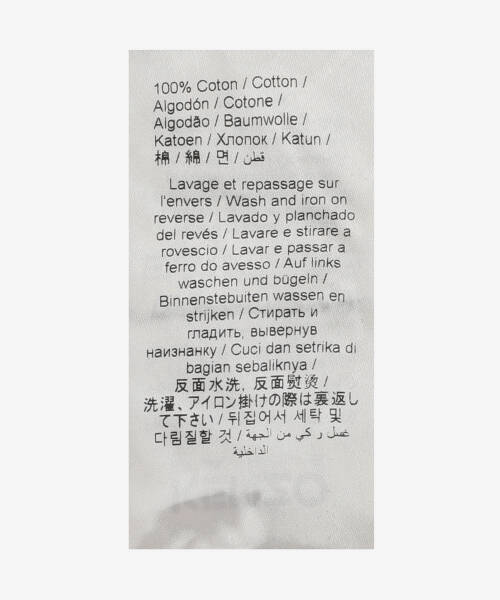 100% Coton / Cotton /
Algodón / Cotone /
Algodão / Baumwolle /
Katoen / Хлопок / Katun /
棉 / 綿 / 면 / قطن
Lavage et repassage sur
l'envers / Wash and iron on
reverse / Lavado y planchado
del revés / Lavare e stirare a
rovescio / Lavar e passar a
ferro do avesso / Auf links
waschen und bügeln /
Binnenstebuiten wassen en
strijken / Стирать и
гладить, вывернув
наизнанку / Cuci dan setrika di
bagian sebaliknya /
反面水洗, 反面熨烫 /
洗濯、アイロン掛けの際は裏返し
て下さい / 뒤집어서 세탁 및
다림질할 것 / غسل و كي من الجهة
الداخلية